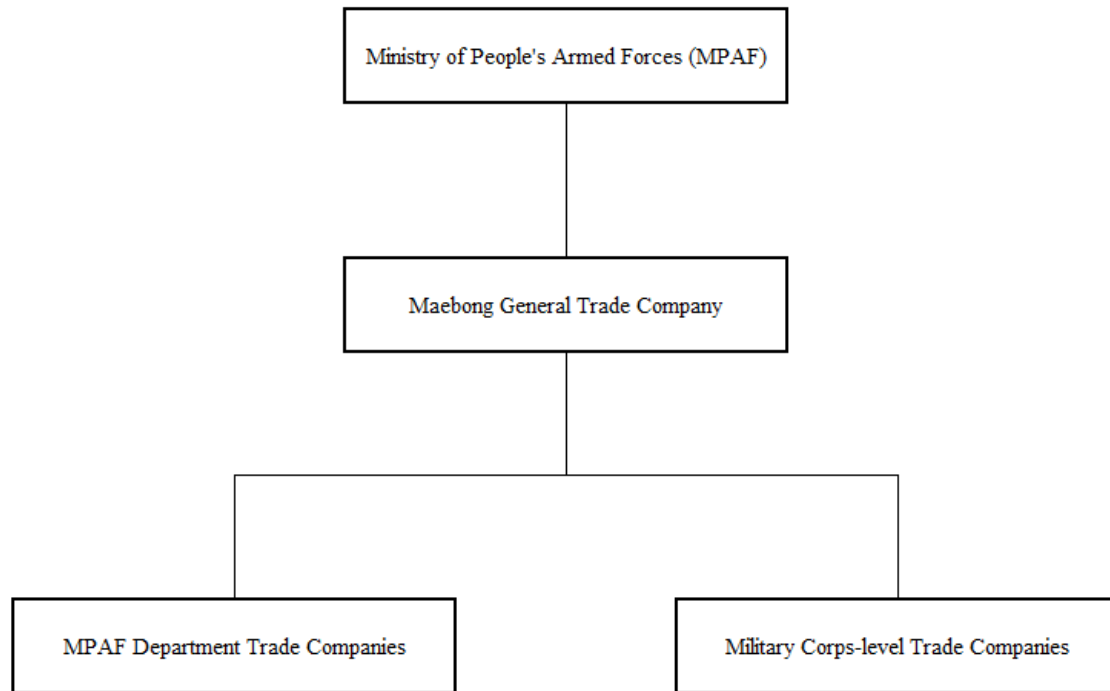 Ministry of People's Armed Forces (MPAF)
Maebong General Trade Company
MPAF Department Trade Companies
Military Corps-level Trade Companies